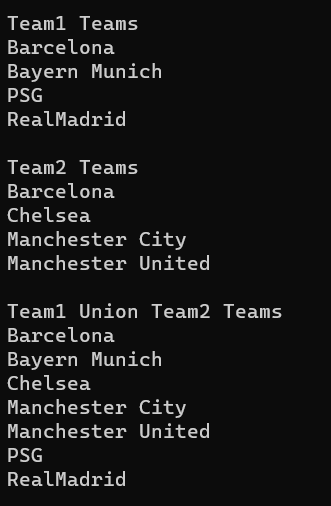 Team1 Teams
Barcelona
Bayern Munich
PSG
RealMadrid
Team2 Teams
Barcelona
Chelsea
Manchester City
Manchester United
Team1 Union Team2 Teams
Barcelona
Bayern Munich
Chelsea
Manchester City
Manchester United
PSG
RealMadrid